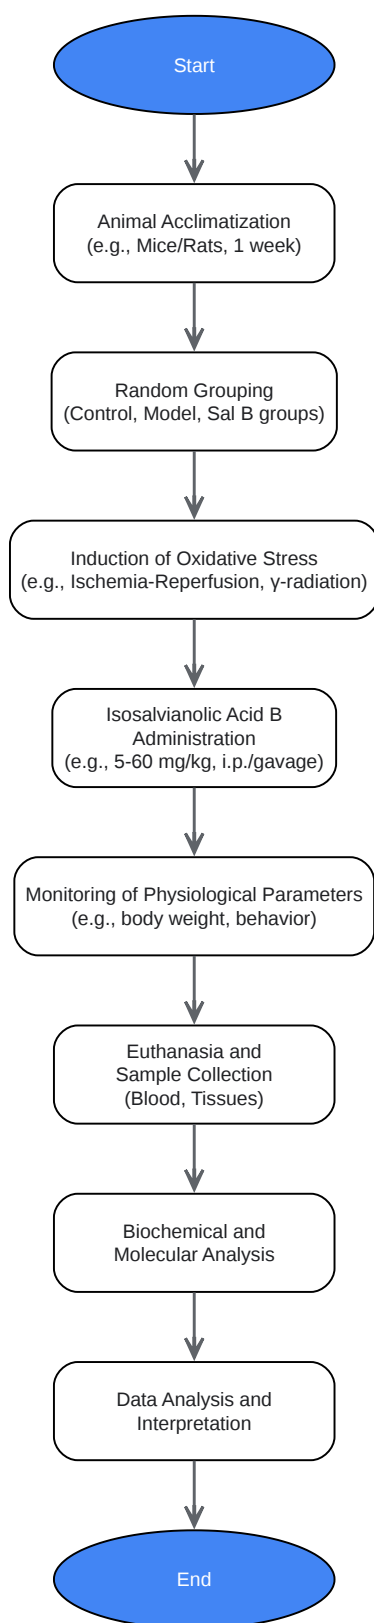 Start
Animal Acclimatization
(e.g., Mice/Rats, 1 week)
Random Grouping
(Control, Model, Sal B groups)
Induction of Oxidative Stress
(e.g., Ischemia-Reperfusion, γ-radiation)
Isosalvianolic Acid B
Administration
(e.g., 5-60 mg/kg, i.p./gavage)
Monitoring of Physiological Parameters
(e.g., body weight, behavior)
Euthanasia and
Sample Collection
(Blood, Tissues)
Biochemical and
Molecular Analysis
Data Analysis and
Interpretation
End